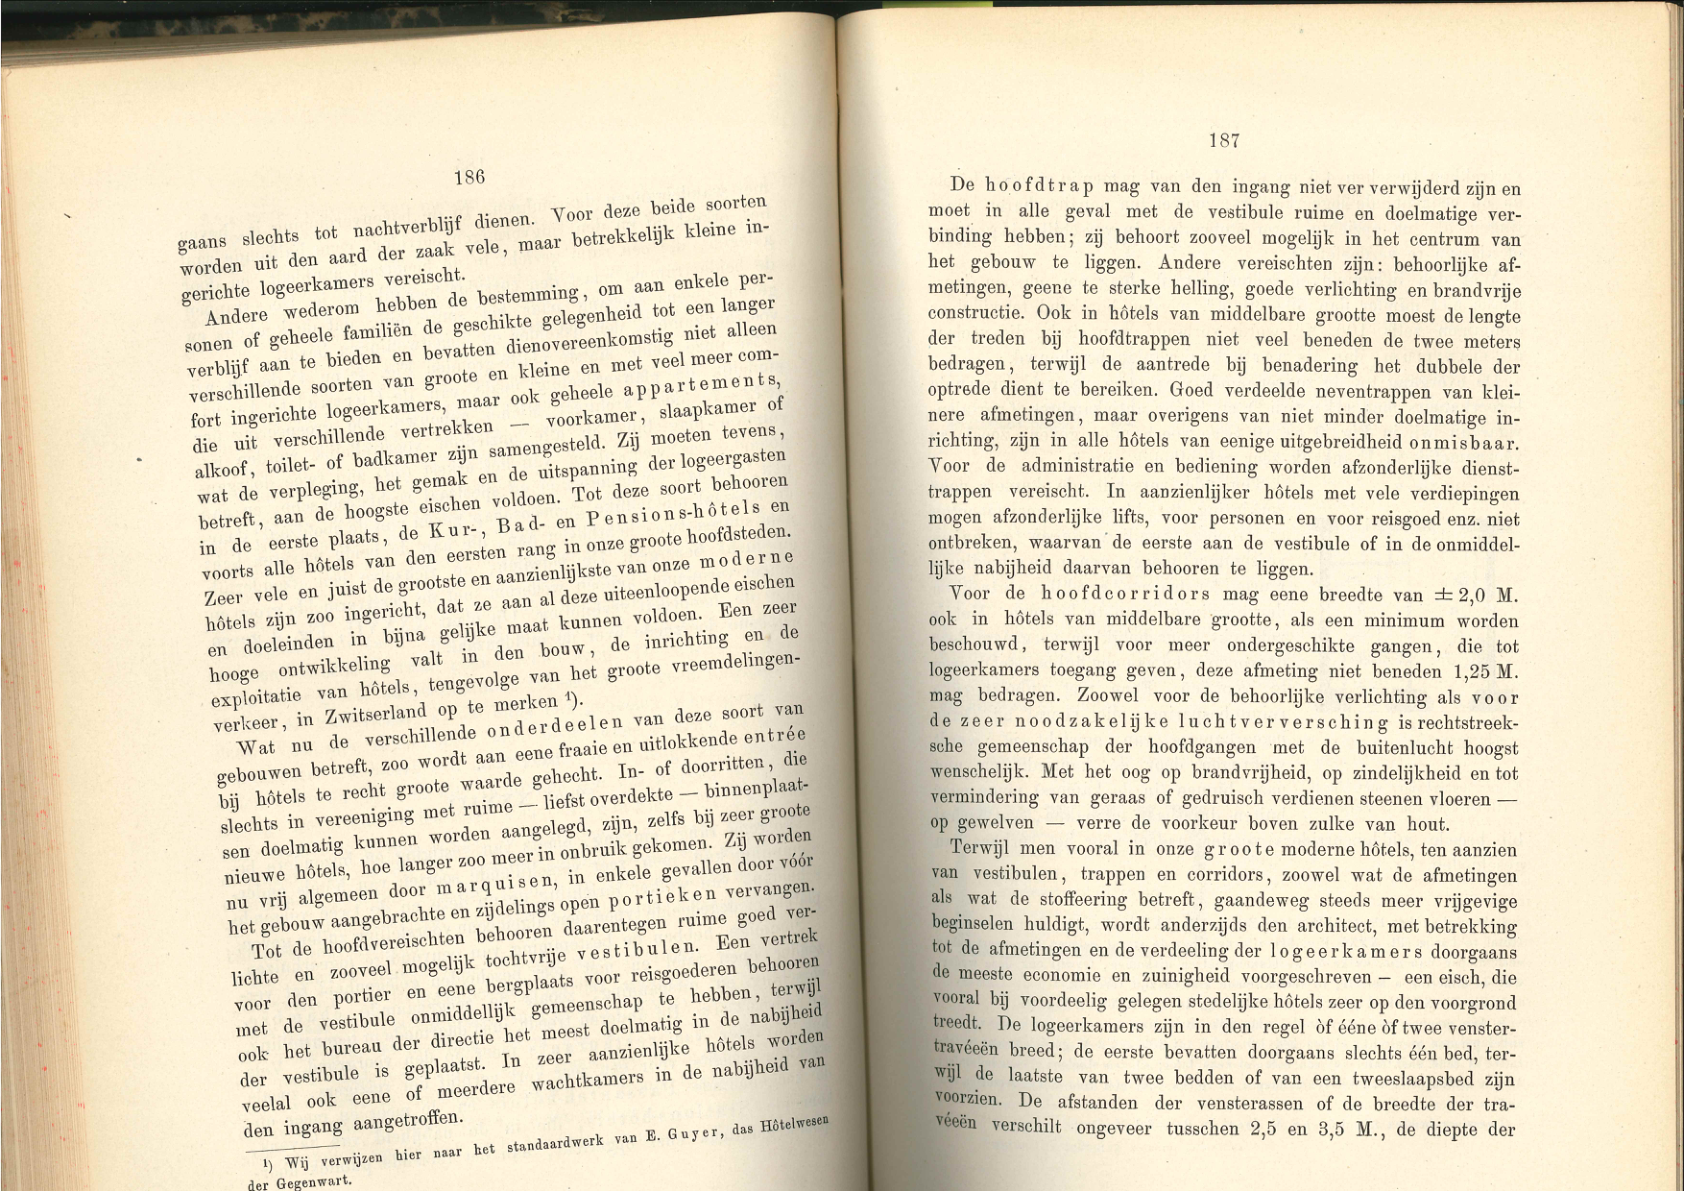 186
gaans slechts tot nachtverblijf dienen. Voor deze beide soorten
worden uit den aard der zaak vele, maar betrekkelijk kleine in-
gerichte logeerkamers vereischt.
Andere wederom hebben de bestemming, om aan enkele per-
sonen of geheele familiën de geschikte gelegenheid tot een langer
verblijf aan te bieden en bevatten dienovereenkomstig niet alleen
verschillende soorten van groote en kleine en met veel meer com-
fort ingerichte logeerkamers, maar ook geheele appartements,
die uit verschillende vertrekken — voorkamer, slaapkamer of
alkoof, toilet- of badkamer zijn samengesteld. Zij moeten tevens,
wat de verpleging, het gemak en de uitspanning der logeergasten
betreft, aan de hoogste eischen voldoen. Tot deze soort behooren
in de eerste plaats, de Kur-, Bad- en Pensions-hôtels en
voorts alle hôtels van den eersten rang in onze groote hoofdsteden.
Zeer vele en juist de grootste en aanzienlijkste van onze moderne
hôtels zijn zoo ingericht, dat ze aan al deze uiteenloopende eischen
en doeleinden in bijna gelijke maat kunnen voldoen. Een zeer
hooge ontwikkeling valt in den bouw, de inrichting en de
exploitatie van hôtels, tengevolge van het groote vreemdelingen-
verkeer, in Zwitserland op te merken ¹).
Wat nu de verschillende onderdeelen van deze soort van
gebouwen betreft, zoo wordt aan eene fraaie en uitlokkende entrée
bij hôtels te recht groote waarde gehecht. In- of doorritten, die
slechts in vereeniging met ruime — liefst overdekte — binnenplaat-
sen doelmatig kunnen worden aangelegd, zijn, zelfs bij zeer groote
nieuwe hôtels, hoe langer zoo meer in onbruik gekomen. Zij worden
nu vrij algemeen door marquisen, in enkele gevallen door vóór
het gebouw aangebrachte en zijdelings open portieken vervangen.
Tot de hoofdvereischten behooren daarentegen ruime goed ver-
lichte en zooveel mogelijk tochtvrije vestibulen. Een vertrek
voor den portier en eene bergplaats voor reisgoederen behooren
met de vestibule onmiddellijk gemeenschap te hebben, terwijl
ook het bureau der directie het meest doelmatig in de nabijheid
der vestibule is geplaatst. In zeer aanzienlijke hôtels worden
veelal ook eene of meerdere wachtkamers in de nabijheid van
den ingang aangetroffen.
¹) Wij verwijzen hier naar het standaardwerk van E. Guyer, das Hôtelwesen
der Gegenwart.
187
De hoofdtrap mag van den ingang niet ver verwijderd zijn en
moet in alle geval met de vestibule ruime en doelmatige ver-
binding hebben; zij behoort zooveel mogelijk in het centrum van
het gebouw te liggen. Andere vereischten zijn: behoorlijke af-
metingen, geene te sterke helling, goede verlichting en brandvrije
constructie. Ook in hôtels van middelbare grootte moest de lengte
der treden bij hoofdtrappen niet veel beneden de twee meters
bedragen, terwijl de aantrede bij benadering het dubbele der
optrede dient te bereiken. Goed verdeelde neventrappen van klei-
nere afmetingen, maar overigens van niet minder doelmatige in-
richting, zijn in alle hôtels van eenige uitgebreidheid onmisbaar.
Voor de administratie en bediening worden afzonderlijke dienst-
trappen vereischt. In aanzienlijker hôtels met vele verdiepingen
mogen afzonderlijke lifts, voor personen en voor reisgoed enz. niet
ontbreken, waarvan de eerste aan de vestibule of in de onmiddel-
lijke nabijheid daarvan behooren te liggen.
Voor de hoofdcorridors mag eene breedte van ± 2,0 M.
ook in hôtels van middelbare grootte, als een minimum worden
beschouwd, terwijl voor meer ondergeschikte gangen, die tot
logeerkamers toegang geven, deze afmeting niet beneden 1,25 M.
mag bedragen. Zoowel voor de behoorlijke verlichting als voor
de zeer noodzakelijke luchtverversching is rechtstreek-
sche gemeenschap der hoofdgangen met de buitenlucht hoogst
wenschelijk. Met het oog op brandvrijheid, op zindelijkheid en tot
vermindering van geraas of gedruisch verdienen steenen vloeren —
op gewelven — verre de voorkeur boven zulke van hout.
Terwijl men vooral in onze groote moderne hôtels, ten aanzien
van vestibulen, trappen en corridors, zoowel wat de afmetingen
als wat de stoffeering betreft, gaandeweg steeds meer vrijgevige
beginselen huldigt, wordt anderzijds den architect, met betrekking
tot de afmetingen en de verdeeling der logeerkamers doorgaans
de meeste economie en zuinigheid voorgeschreven — een eisch, die
vooral bij voordeelig gelegen stedelijke hôtels zeer op den voorgrond
treedt. De logeerkamers zijn in den regel òf ééne òf twee venster-
travéeën breed; de eerste bevatten doorgaans slechts één bed, ter-
wijl de laatste van twee bedden of van een tweeslaapsbed zijn
voorzien. De afstanden der vensterassen of de breedte der tra-
véeën verschilt ongeveer tusschen 2,5 en 3,5 M., de diepte der